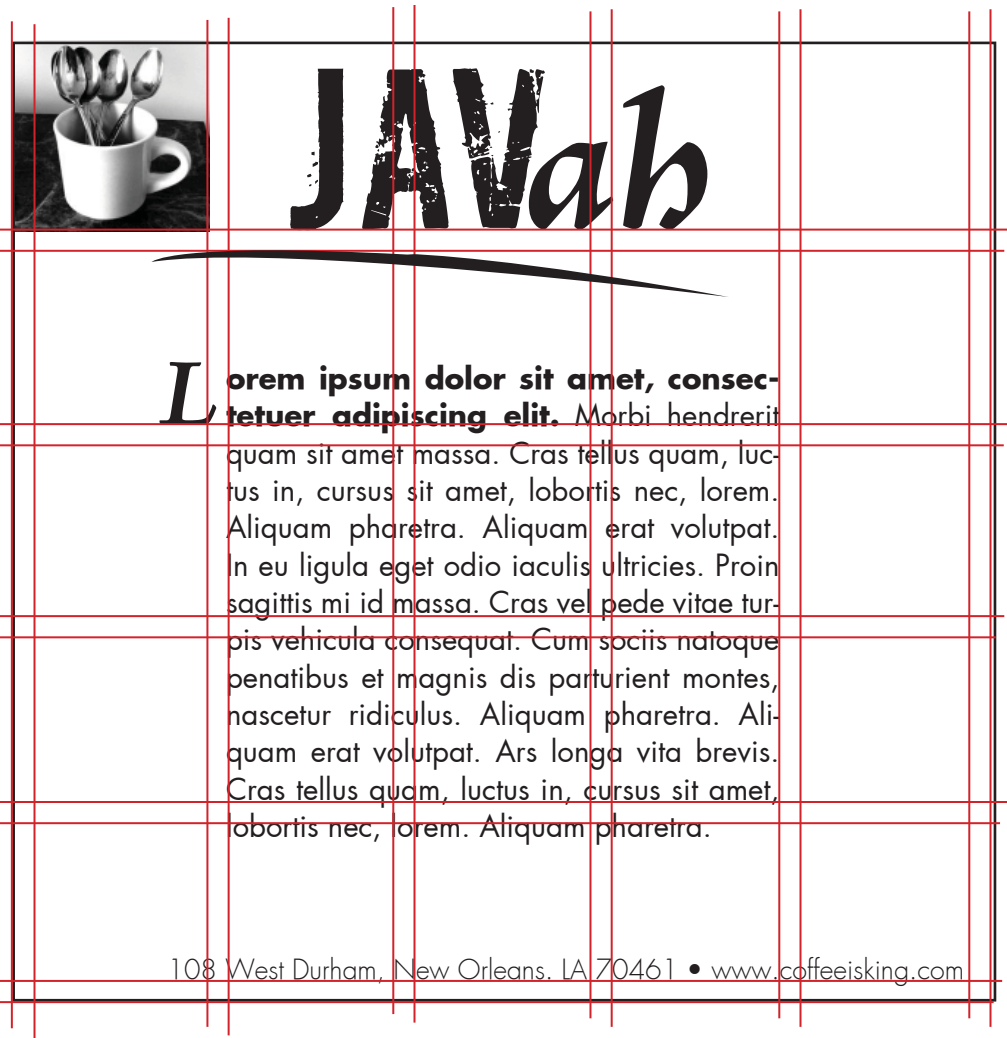 JAVah
Lorem ipsum dolor sit amet, consec-
tetuer adipiscing elit. Morbi hendrerit
quam sit amet massa. Cras tellus quam, luc-
tus in, cursus sit amet, lobortis nec, lorem.
Aliquam pharetra. Aliquam erat volutpat.
In eu ligula eget odio iaculis ultricies. Proin
sagittis mi id massa. Cras vel pede vitae tur-
pis vehicula consequat. Cum sociis natoque
penatibus et magnis dis parturient montes,
nascetur ridiculus. Aliquam pharetra. Ali-
quam erat volutpat. Ars longa vita brevis.
Cras tellus quam, luctus in, cursus sit amet,
lobortis nec, lorem. Aliquam pharetra.
108 West Durham, New Orleans. LA 70461 • www.coffeeisking.com